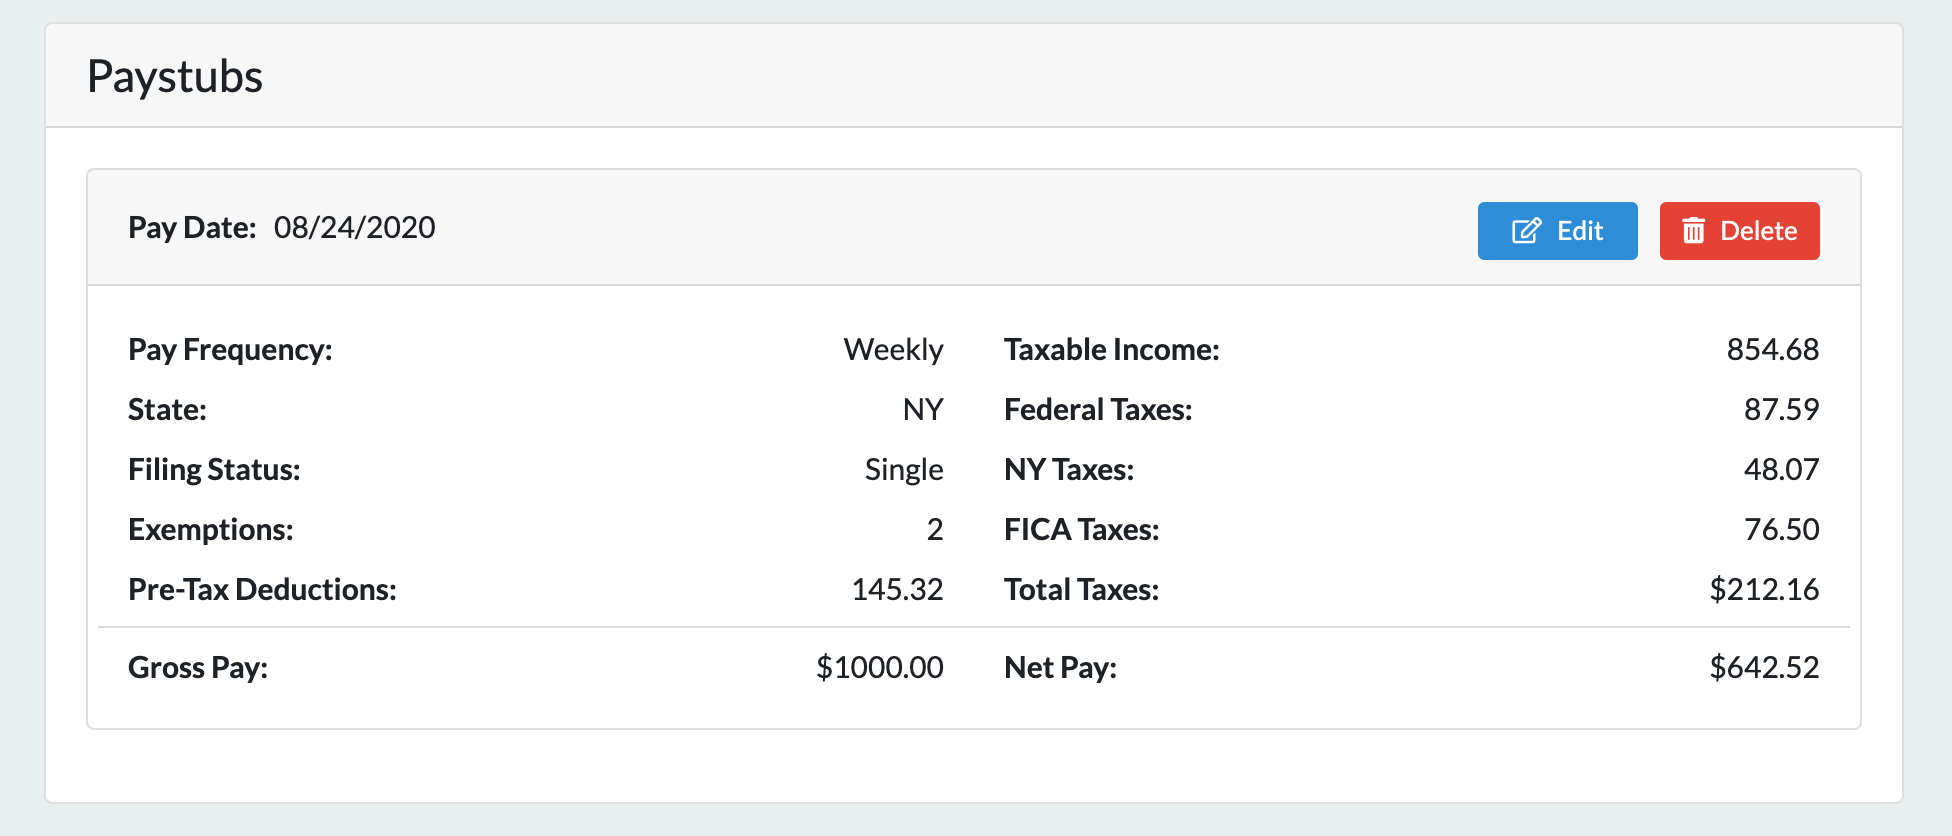 Paystubs
Pay Date: 08/24/2020
Edit
Delete
Pay Frequency: Weekly
Taxable Income: 854.68
State: NY
Federal Taxes: 87.59
Filing Status: Single
NY Taxes: 48.07
Exemptions: 2
FICA Taxes: 76.50
Pre-Tax Deductions: 145.32
Total Taxes: $212.16
Gross Pay: $1000.00
Net Pay: $642.52